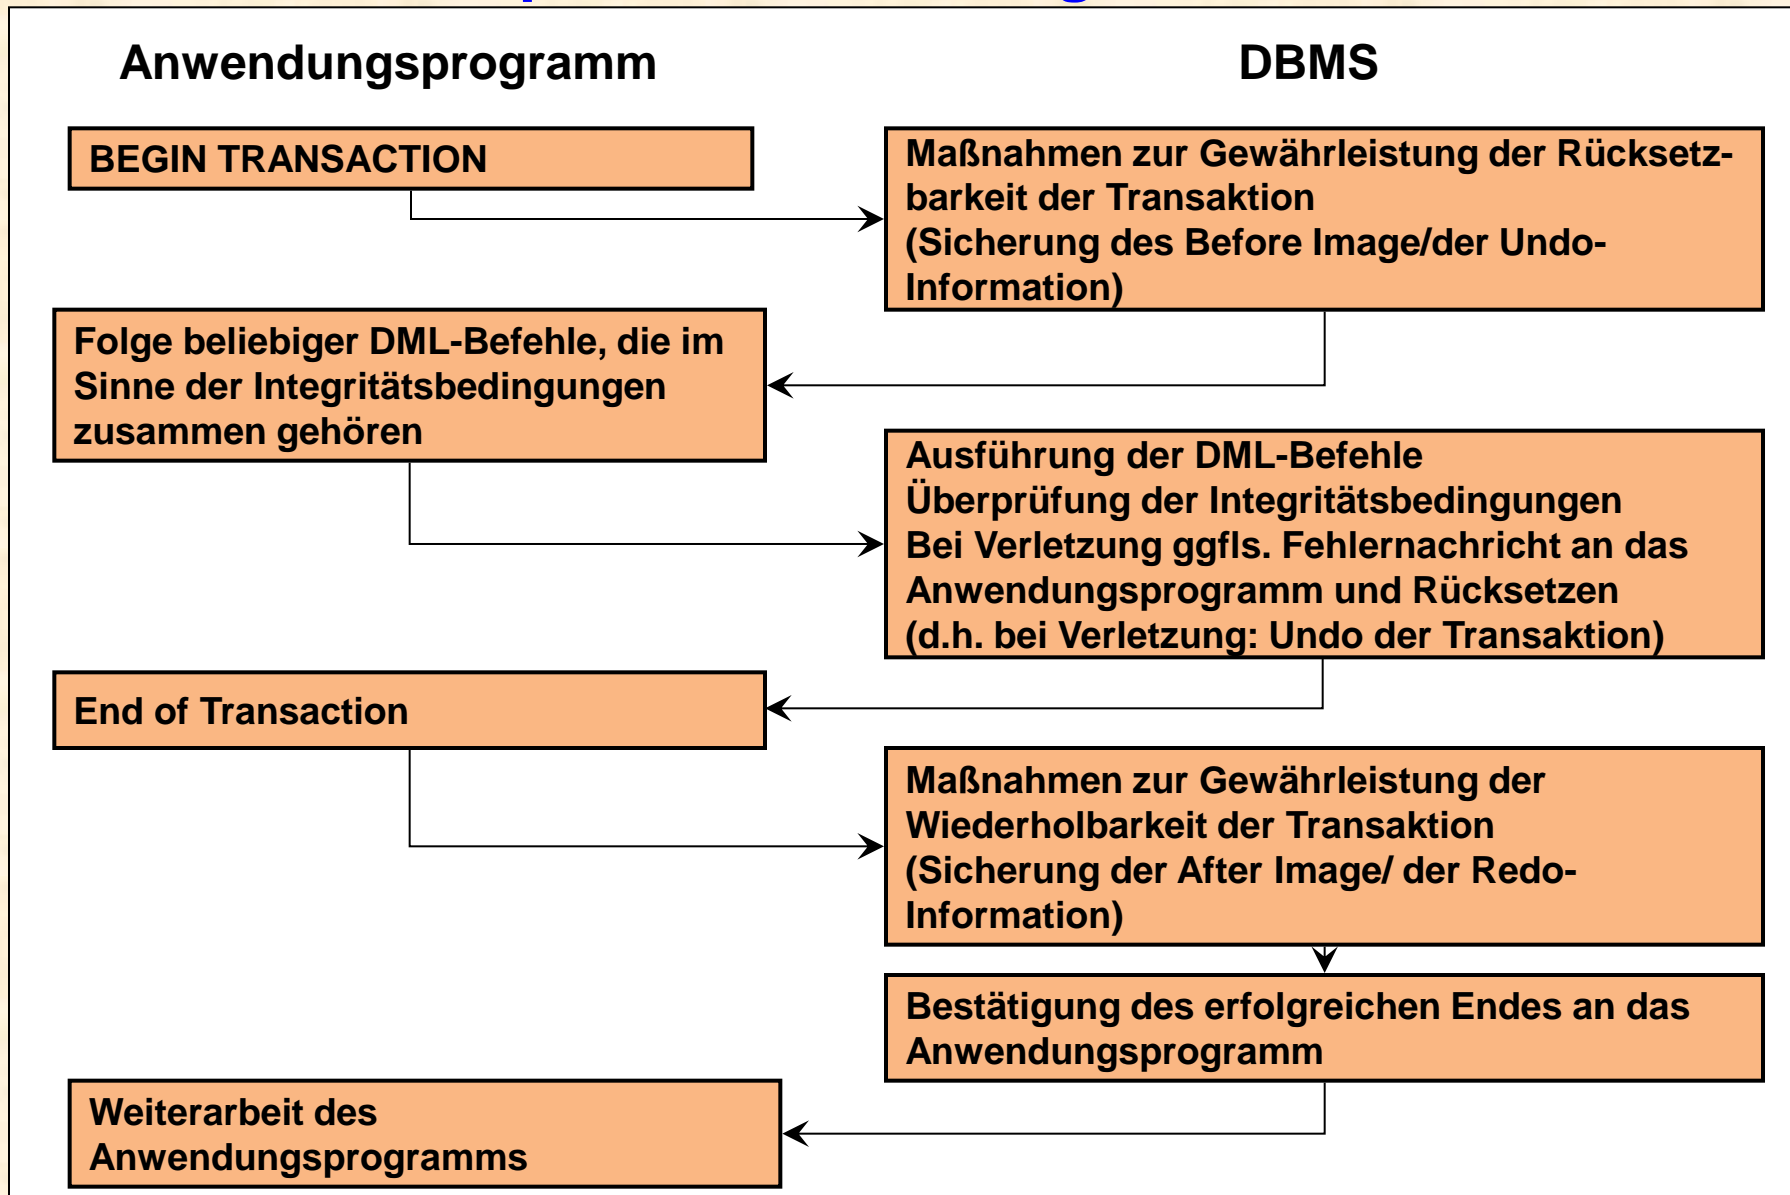 Anwendungsprogramm
DBMS
BEGIN TRANSACTION
Maßnahmen zur Gewährleistung der Rücksetz-
barkeit der Transaktion
(Sicherung des Before Image/der Undo-
Information)
Folge beliebiger DML-Befehle, die im
Sinne der Integritätsbedingungen
zusammen gehören
Ausführung der DML-Befehle
Überprüfung der Integritätsbedingungen
Bei Verletzung ggfls. Fehlernachricht an das
Anwendungsprogramm und Rücksetzen
(d.h. bei Verletzung: Undo der Transaktion)
End of Transaction
Maßnahmen zur Gewährleistung der
Wiederholbarkeit der Transaktion
(Sicherung der After Image/ der Redo-
Information)
Bestätigung des erfolgreichen Endes an das
Anwendungsprogramm
Weiterarbeit des
Anwendungsprogramms